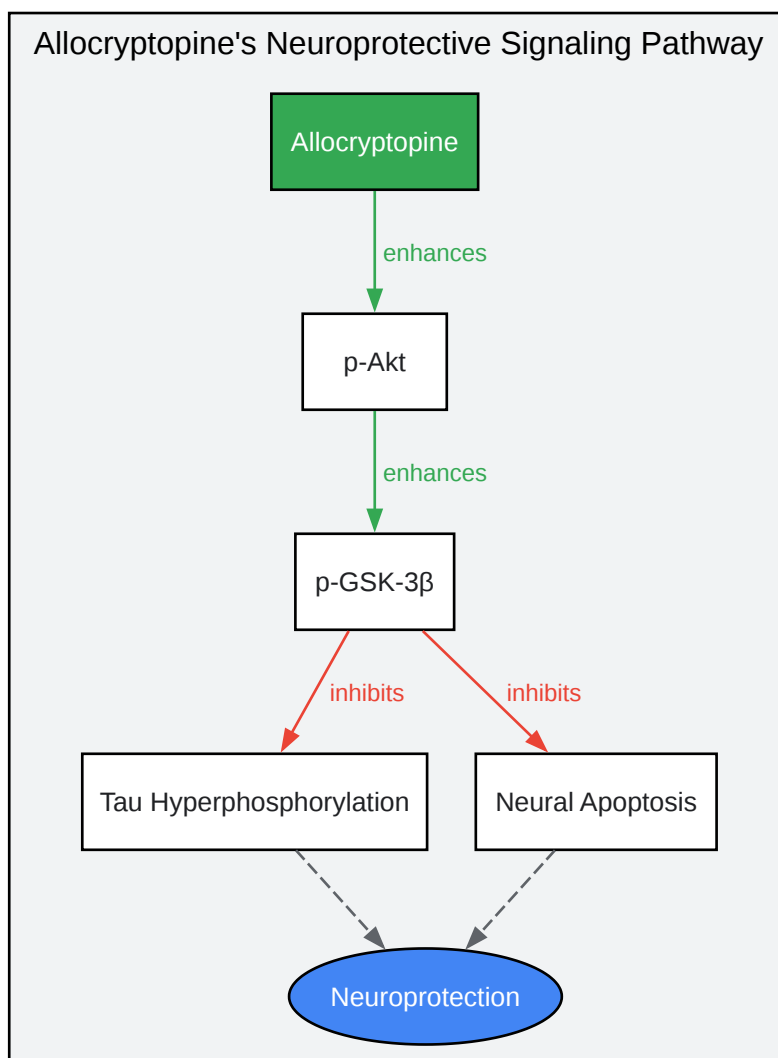 Allocryptopine's Neuroprotective Signaling Pathway
Allocryptopine
enhances
p-Akt
enhances
p-GSK-3β
inhibits
inhibits
Tau Hyperphosphorylation
Neural Apoptosis
Neuroprotection